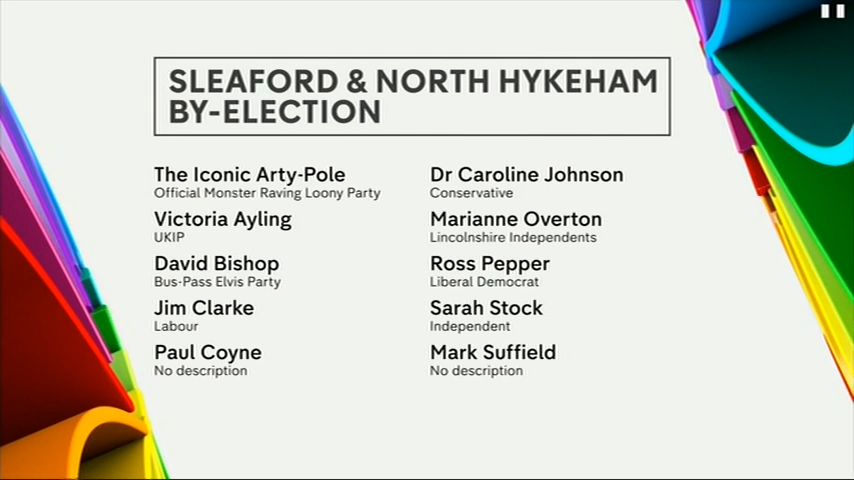 SLEAFORD & NORTH HYKEHAM
BY-ELECTION
The Iconic Arty-Pole
Official Monster Raving Loony Party
Victoria Ayling
UKIP
David Bishop
Bus-Pass Elvis Party
Jim Clarke
Labour
Paul Coyne
No description
Dr Caroline Johnson
Conservative
Marianne Overton
Lincolnshire Independents
Ross Pepper
Liberal Democrat
Sarah Stock
Independent
Mark Suffield
No description